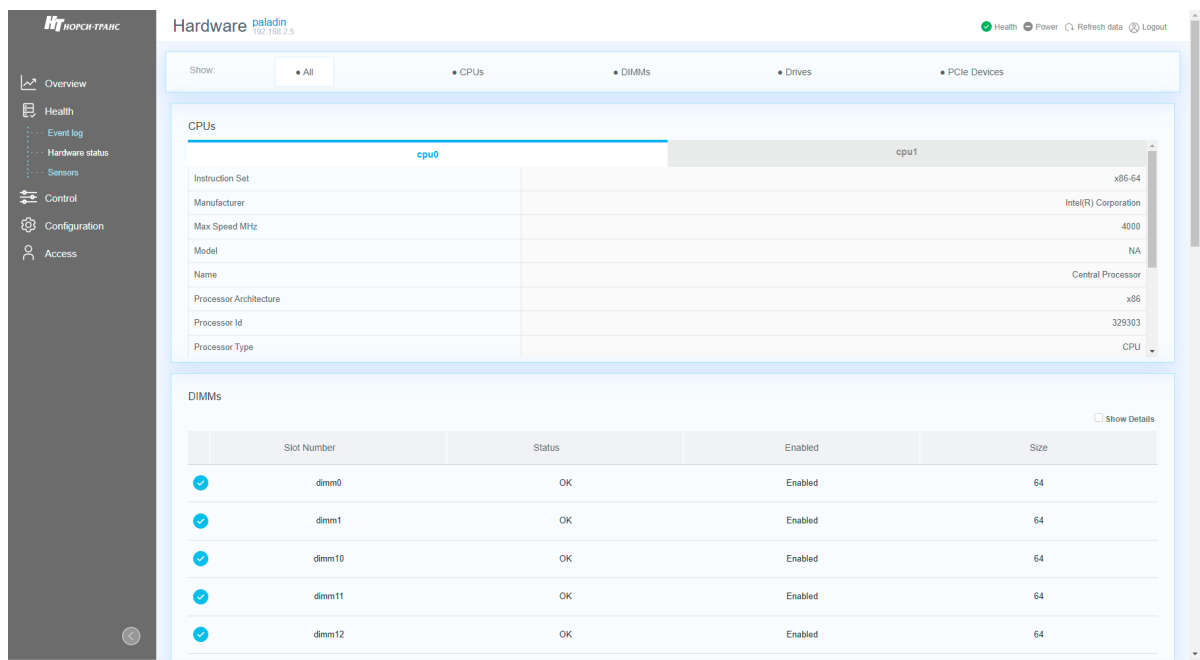 НТ НОРСИ-ТРАНС
Hardware paladin
192.168.2.5
Health Power Refresh data Logout
Overview
Health
Event log
Hardware status
Sensors
Control
Configuration
Access
Show: All CPUs DIMMs Drives PCIe Devices
CPUs
cpu0 cpu1
Instruction Set x86-64
Manufacturer Intel(R) Corporation
Max Speed MHz 4000
Model NA
Name Central Processor
Processor Architecture x86
Processor Id 329303
Processor Type CPU
DIMMs
Show Details
Slot Number Status Enabled Size
dimm0 OK Enabled 64
dimm1 OK Enabled 64
dimm10 OK Enabled 64
dimm11 OK Enabled 64
dimm12 OK Enabled 64